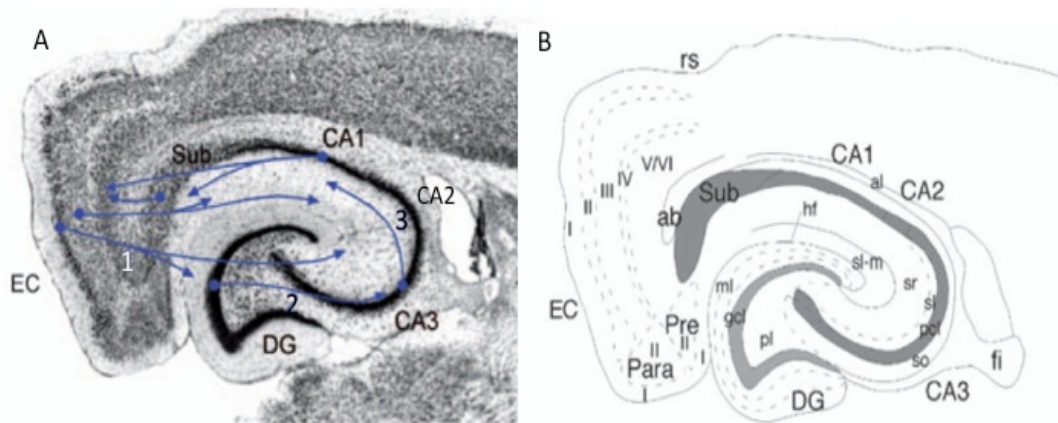 A
Sub
CA1
CA2
3
1
EC
2
CA3
DG
B
rs
V/VI
IV
III
II
I
CA1
al
CA2
Sub
ab
hf
sl-m
sr
ml
sl
gcl
pcl
EC
Pre
pl
so
fi
II
II
I
Para
CA3
I
DG